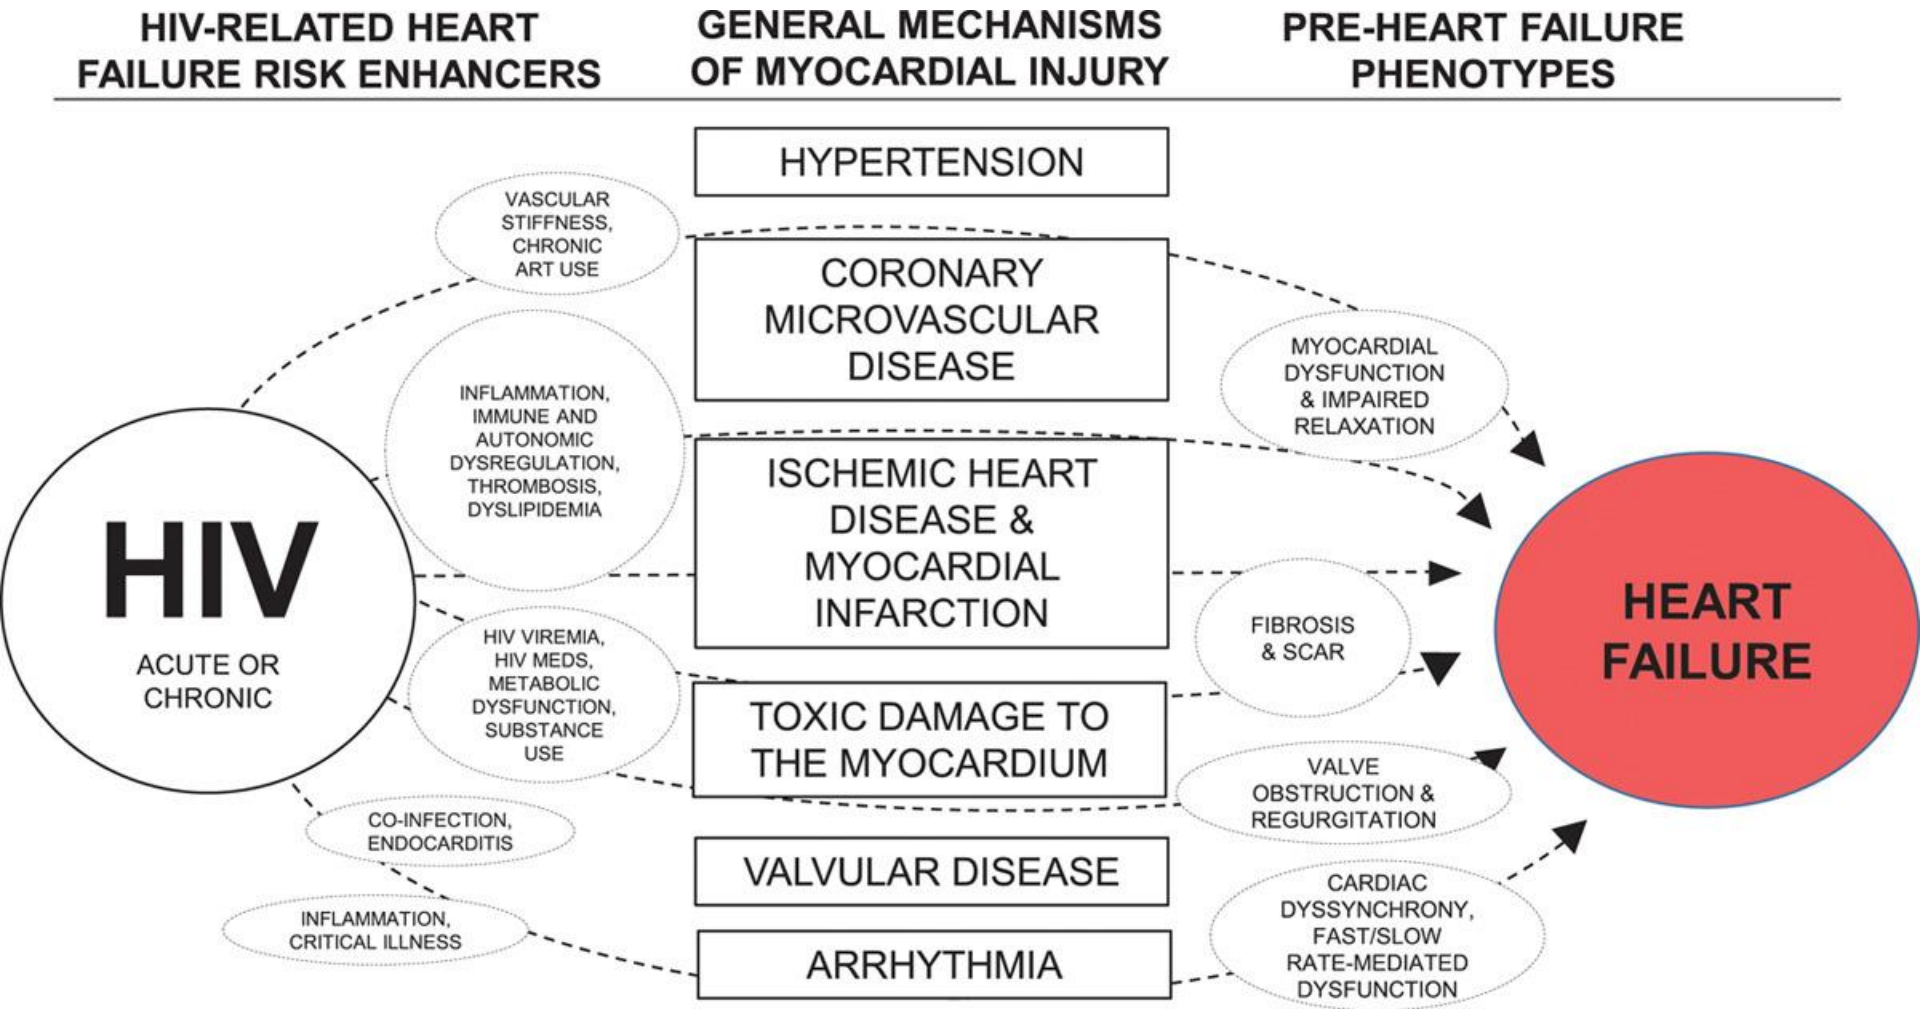 HIV-RELATED HEART
FAILURE RISK ENHANCERS
GENERAL MECHANISMS
OF MYOCARDIAL INJURY
PRE-HEART FAILURE
PHENOTYPES
HIV
ACUTE OR
CHRONIC
VASCULAR
STIFFNESS,
CHRONIC
ART USE
INFLAMMATION,
IMMUNE AND
AUTONOMIC
DYSREGULATION,
THROMBOSIS,
DYSLIPIDEMIA
HIV VIREMIA,
HIV MEDS,
METABOLIC
DYSFUNCTION,
SUBSTANCE
USE
CO-INFECTION,
ENDOCARDITIS
INFLAMMATION,
CRITICAL ILLNESS
HYPERTENSION
CORONARY
MICROVASCULAR
DISEASE
ISCHEMIC HEART
DISEASE &
MYOCARDIAL
INFARCTION
TOXIC DAMAGE TO
THE MYOCARDIUM
VALVULAR DISEASE
ARRHYTHMIA
MYOCARDIAL
DYSFUNCTION
& IMPAIRED
RELAXATION
FIBROSIS
& SCAR
VALVE
OBSTRUCTION &
REGURGITATION
CARDIAC
DYSSYNCHRONY,
FAST/SLOW
RATE-MEDIATED
DYSFUNCTION
HEART
FAILURE